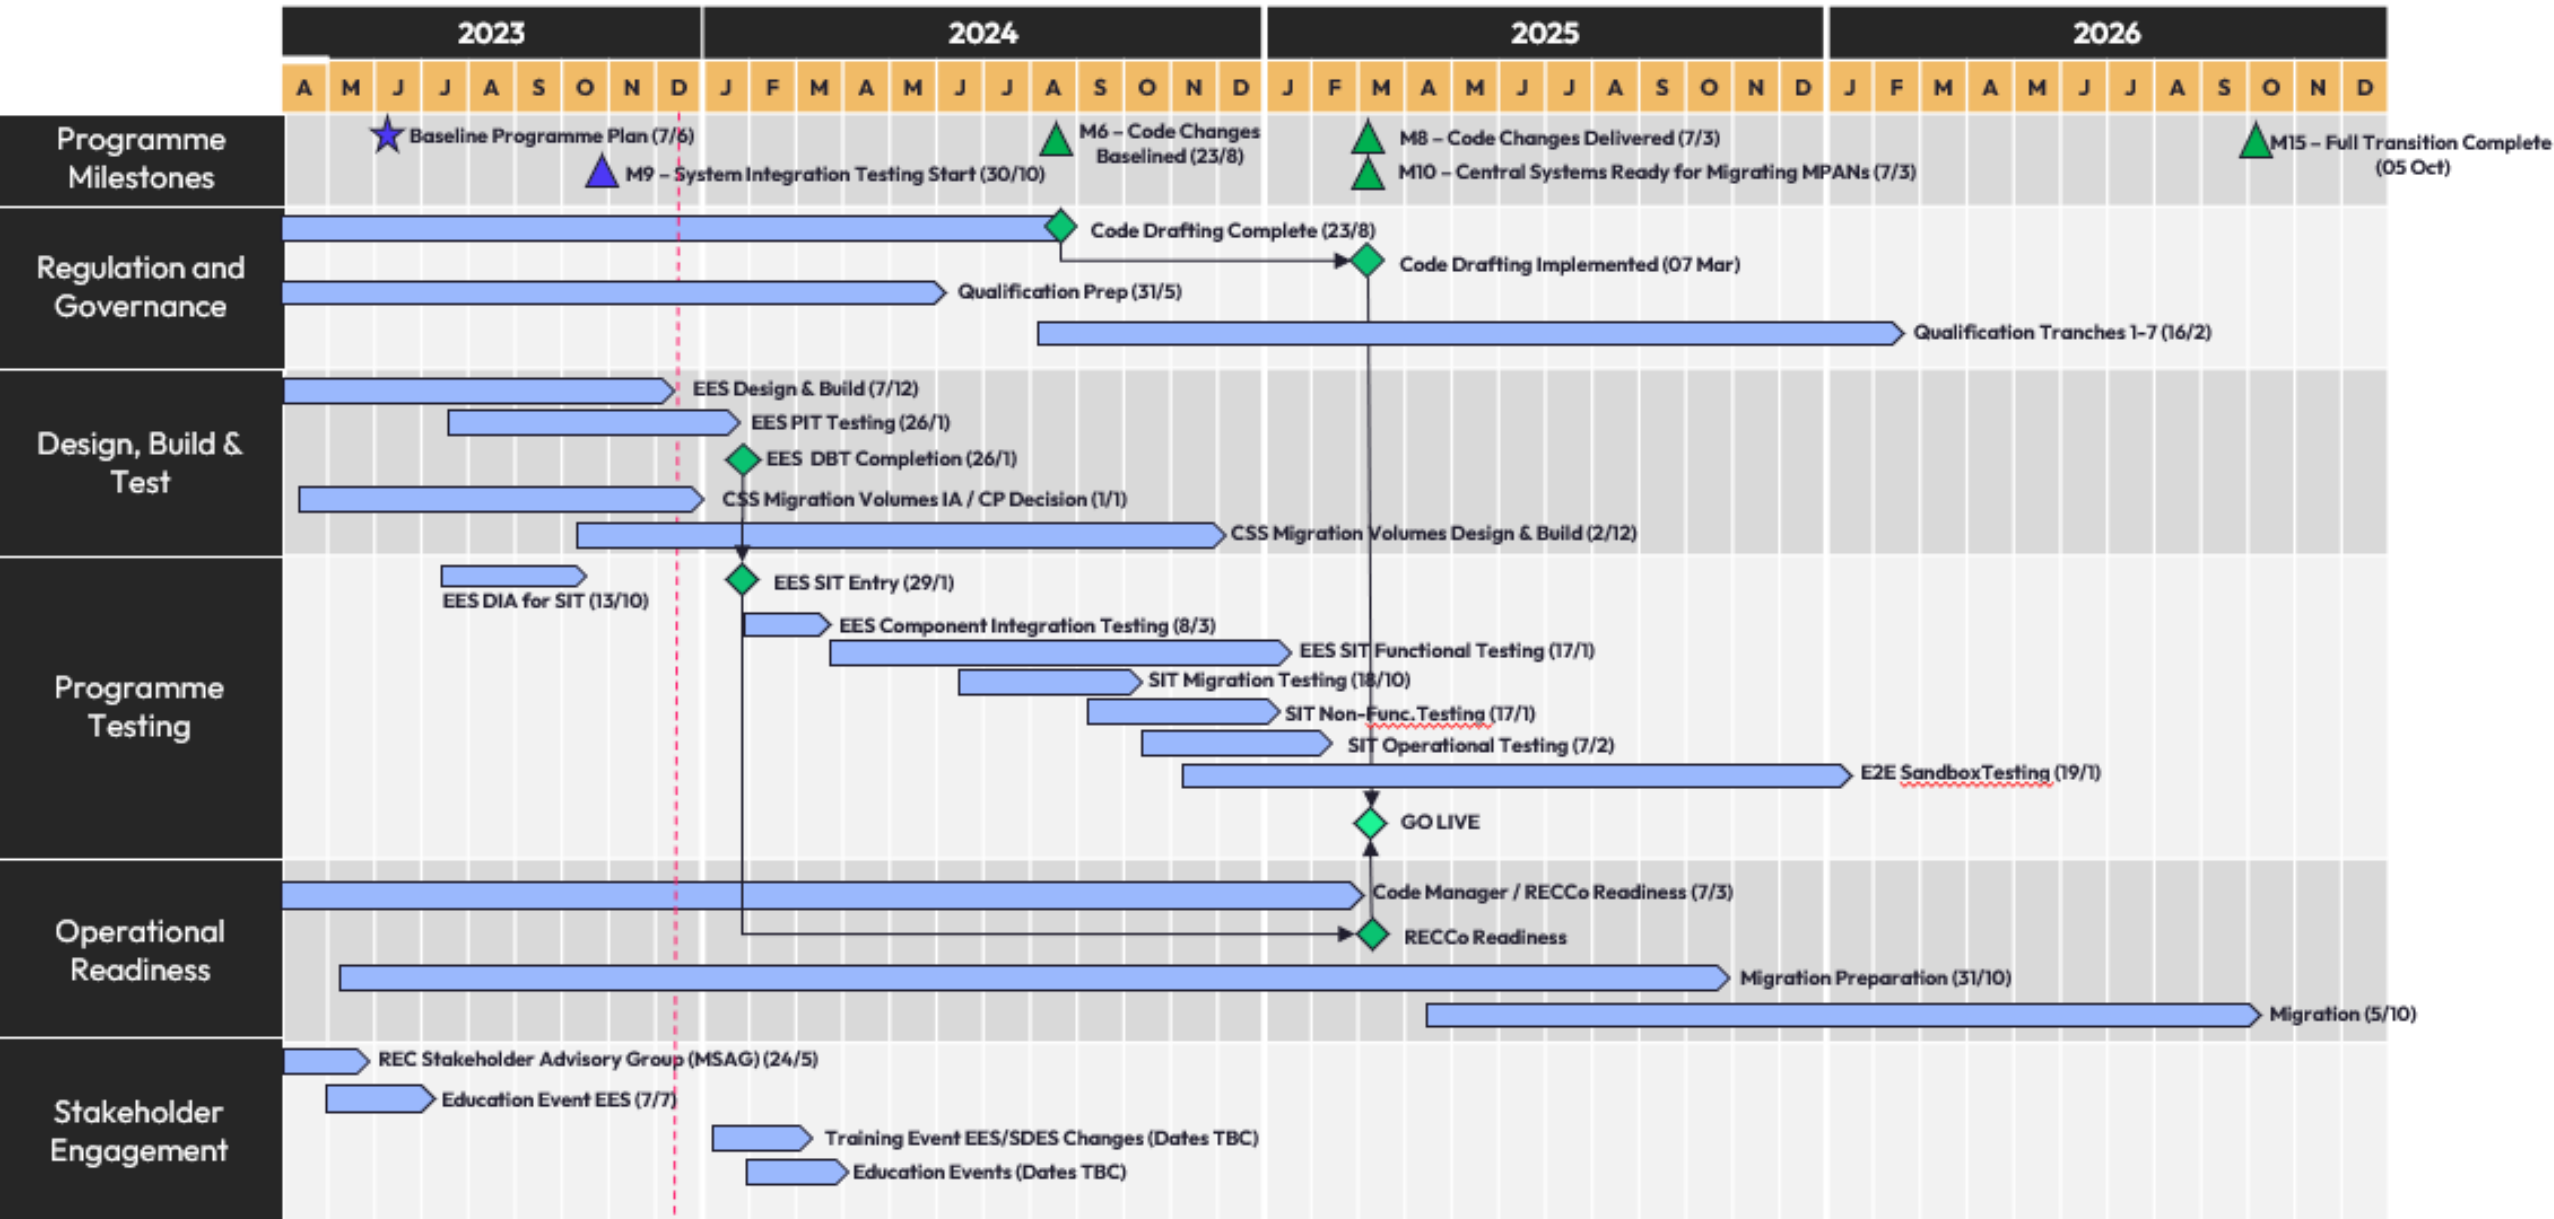 2023 2024 2025 2026
A M J J A S O N D J F M A M J J A S O N D J F M A M J J A S O N D J F M A M J J A S O N D
Programme
Milestones
Baseline Programme Plan (7/6)
M9 – System Integration Testing Start (30/10)
M6 – Code Changes
Baselined (23/8)
M8 – Code Changes Delivered (7/3)
M10 – Central Systems Ready for Migrating MPANs (7/3)
M15 – Full Transition Complete
(05 Oct)
Regulation and
Governance
Code Drafting Complete (23/8)
Code Drafting Implemented (07 Mar)
Qualification Prep (31/5)
Qualification Tranches 1-7 (16/2)
Design, Build &
Test
EES Design & Build (7/12)
EES PIT Testing (26/1)
EES DBT Completion (26/1)
CSS Migration Volumes IA / CP Decision (1/1)
CSS Migration Volumes Design & Build (2/12)
Programme
Testing
EES DIA for SIT (13/10)
EES SIT Entry (29/1)
EES Component Integration Testing (8/3)
EES SIT Functional Testing (17/1)
SIT Migration Testing (18/10)
SIT Non-Func.Testing (17/1)
SIT Operational Testing (7/2)
E2E SandboxTesting (19/1)
GO LIVE
Operational
Readiness
Code Manager / RECCo Readiness (7/3)
RECCo Readiness
Migration Preparation (31/10)
Migration (5/10)
Stakeholder
Engagement
REC Stakeholder Advisory Group (MSAG) (24/5)
Education Event EES (7/7)
Training Event EES/SDES Changes (Dates TBC)
Education Events (Dates TBC)